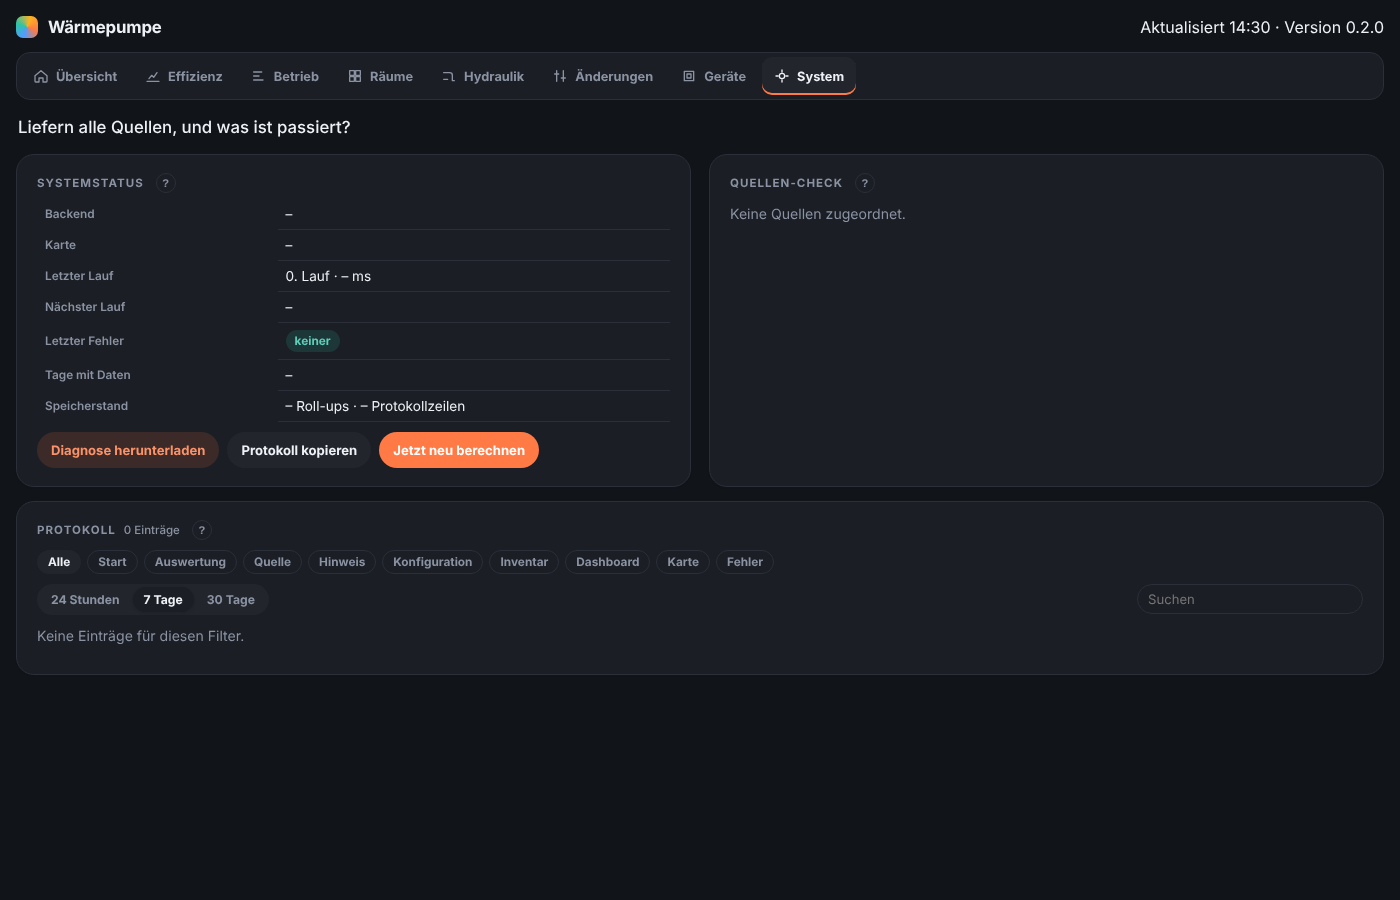 Wärmepumpe
Aktualisiert 14:30 · Version 0.2.0
Übersicht Effizienz Betrieb Räume Hydraulik Änderungen Geräte System
Liefern alle Quellen, und was ist passiert?
SYSTEMSTATUS ?
Backend –
Karte –
Letzter Lauf 0. Lauf · – ms
Nächster Lauf –
Letzter Fehler keiner
Tage mit Daten –
Speicherstand – Roll-ups · – Protokollzeilen
Diagnose herunterladen Protokoll kopieren Jetzt neu berechnen
QUELLEN-CHECK ?
Keine Quellen zugeordnet.
PROTOKOLL 0 Einträge ?
Alle Start Auswertung Quelle Hinweis Konfiguration Inventar Dashboard Karte Fehler
24 Stunden 7 Tage 30 Tage Suchen
Keine Einträge für diesen Filter.